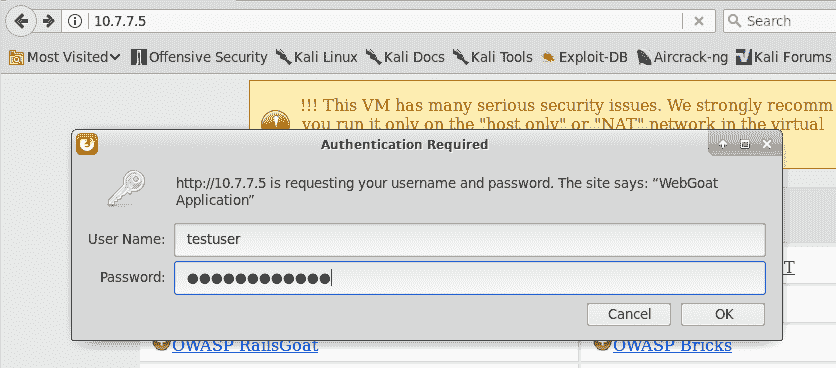 10.7.7.5
Search
Most Visited
Offensive Security
Kali Linux
Kali Docs
Kali Tools
Exploit-DB
Aircrack-ng
Kali Forums
!!! This VM has many serious security issues. We strongly recomm
you run it only on the "host only" or "NAT" network in the virtual
Authentication Required
http://10.7.7.5 is requesting your username and password. The site says: “WebGoat
Application”
User Name:
testuser
Password:
Cancel
OK
T
OWASP RailsGoat
OWASP Bricks